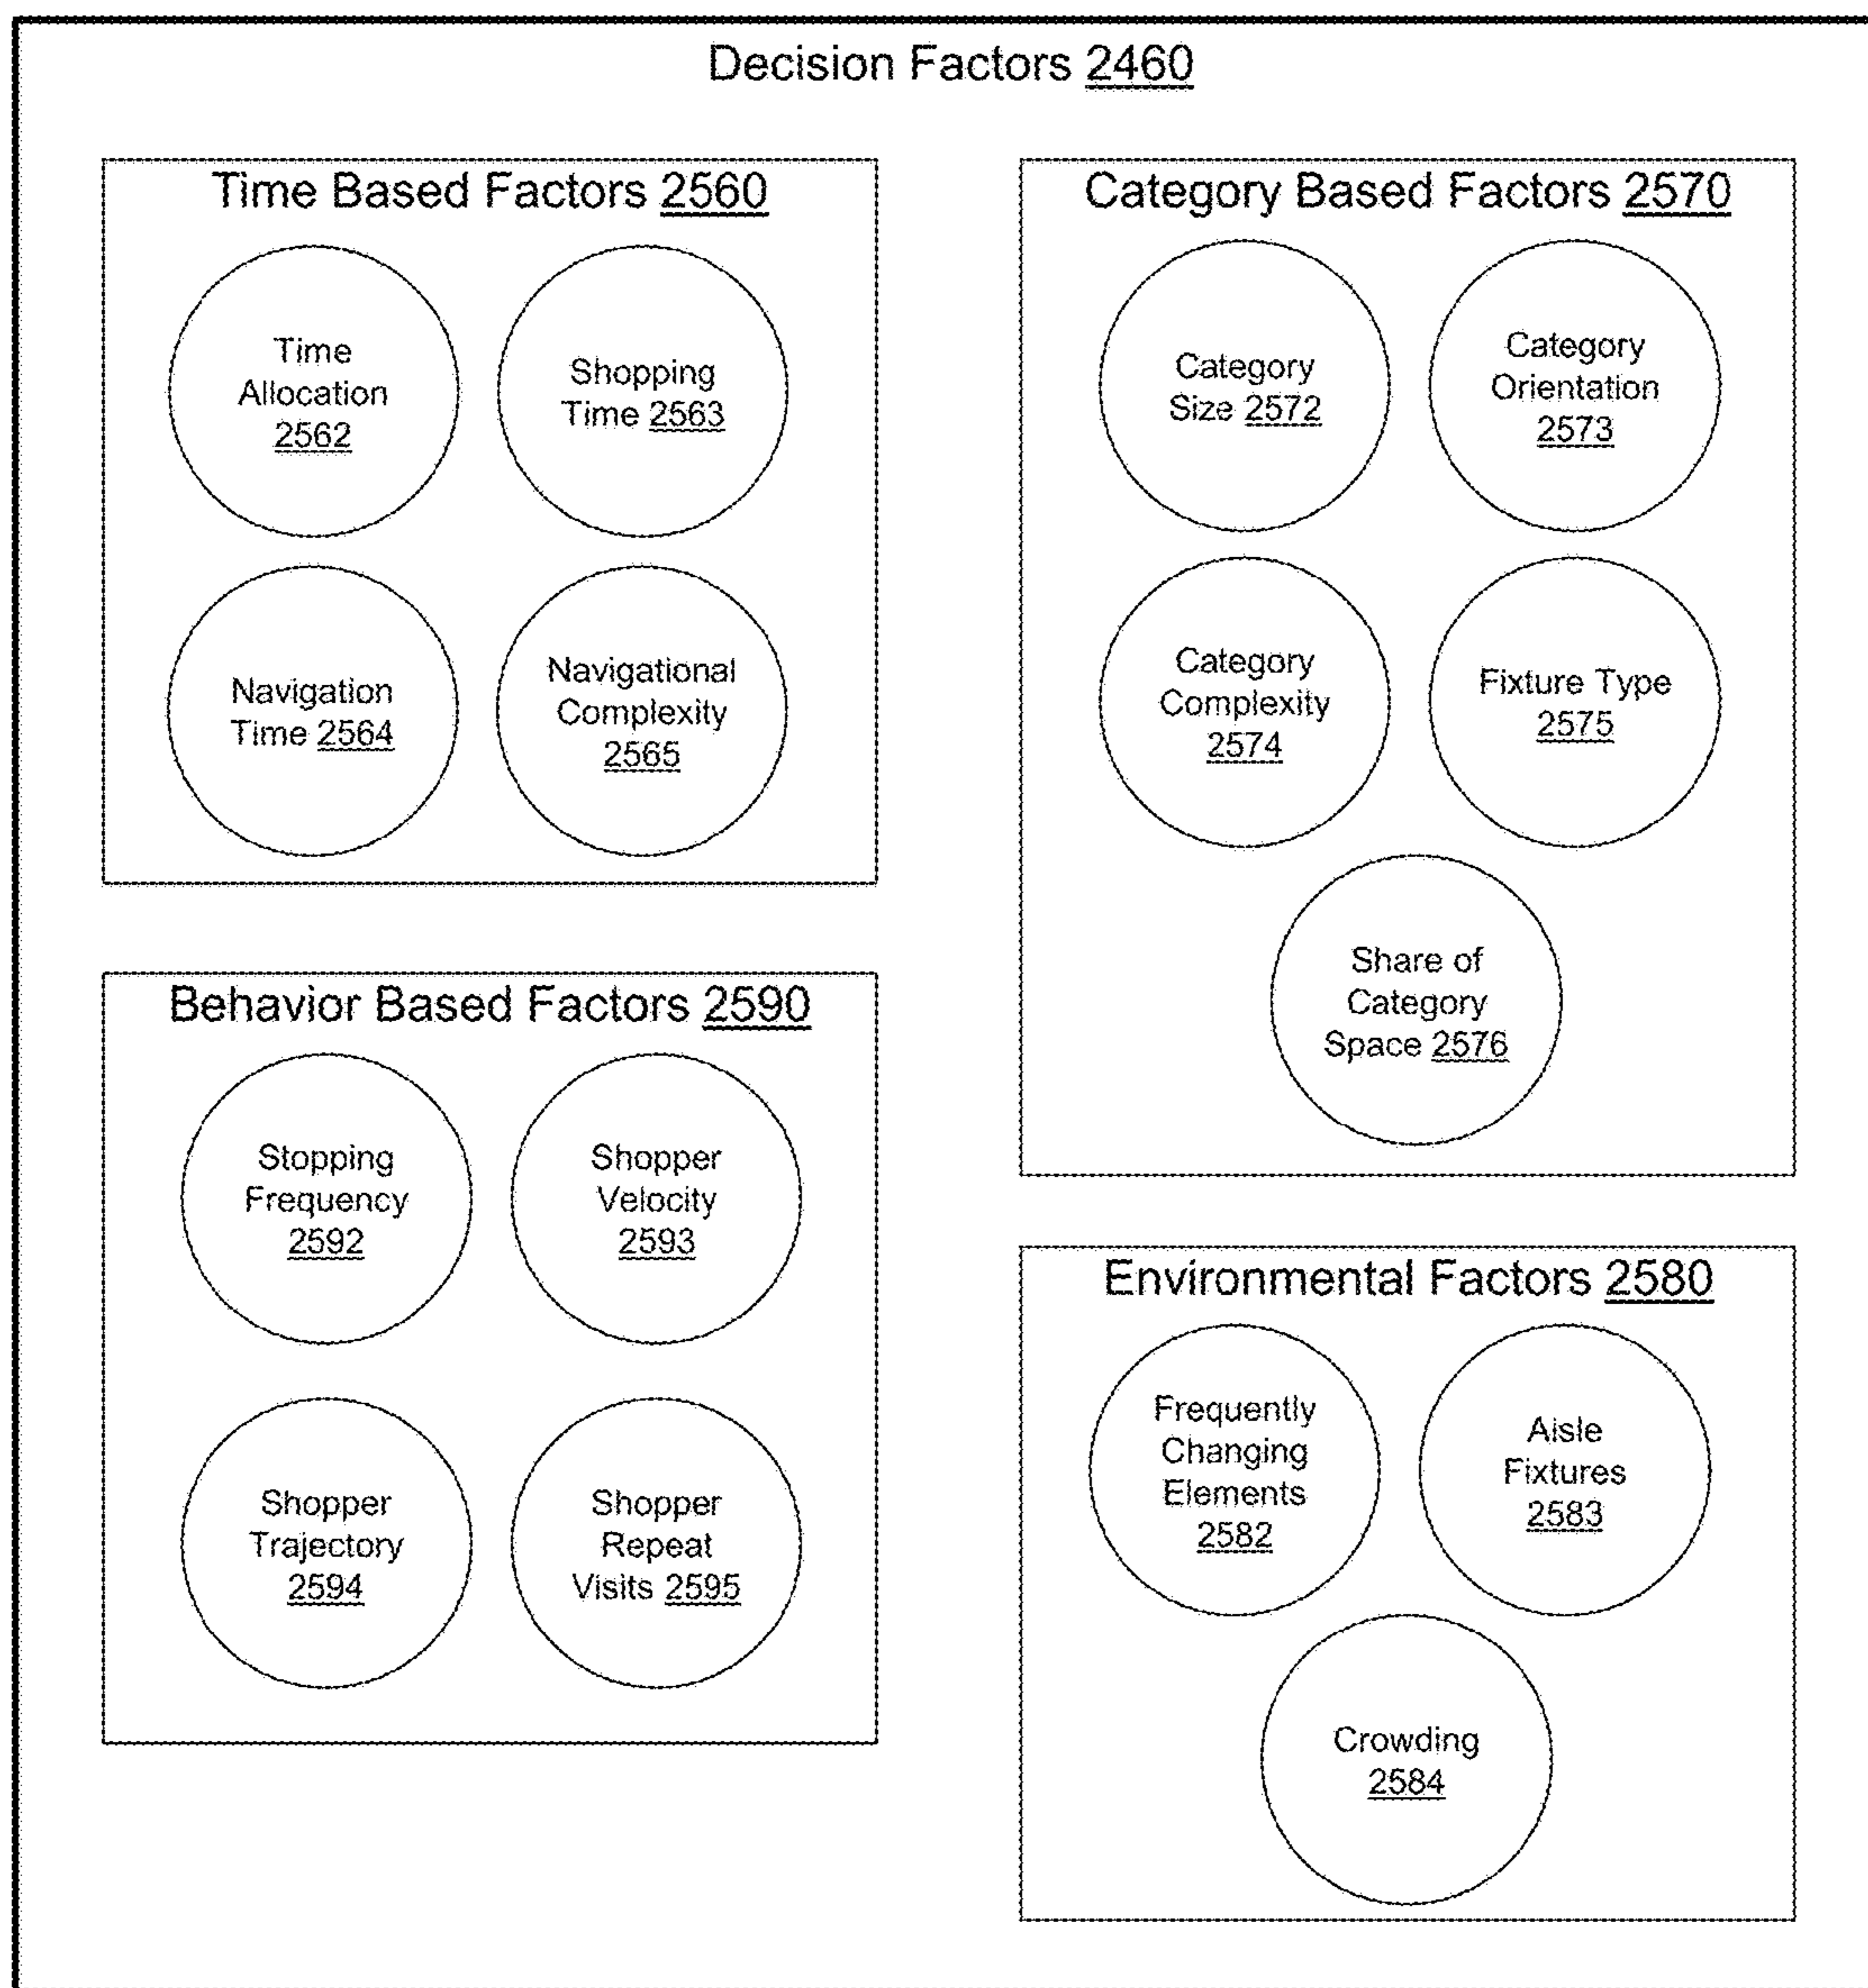 Decision Factors 2460
Time Based Factors 2560
Time
Allocation
2562
Shopping
Time 2563
Navigation
Time 2564
Navigational
Complexity
2565
Category Based Factors 2570
Category
Size 2572
Category
Orientation
2573
Category
Complexity
2574
Fixture Type
2575
Share of
Category
Space 2576
Behavior Based Factors 2590
Stopping
Frequency
2592
Shopper
Velocity
2593
Shopper
Trajectory
2594
Shopper
Repeat
Visits 2595
Environmental Factors 2580
Frequently
Changing
Elements
2582
Aisle
Fixtures
2583
Crowding
2584